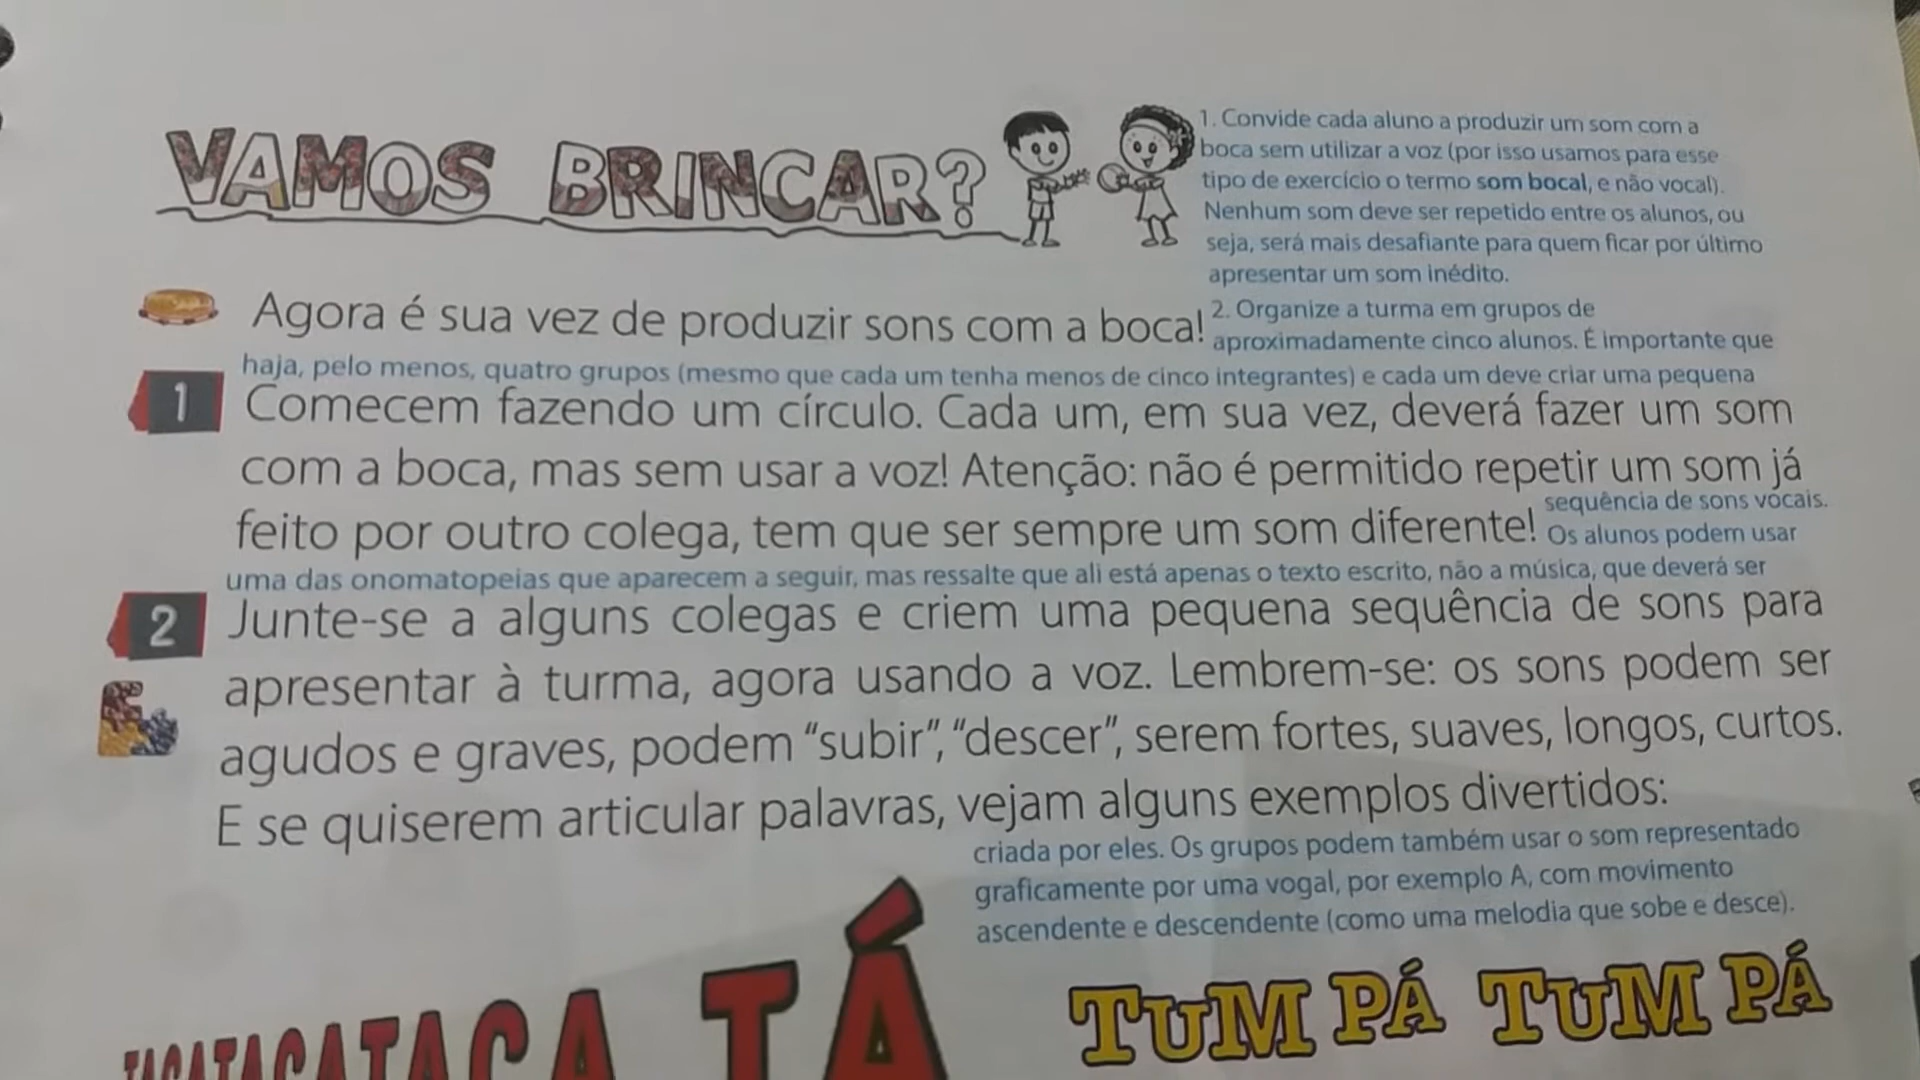 VAMOS BRINCAR?
1. Convide cada aluno a produzir um som com a
boca sem utilizar a voz (por isso usamos para esse
tipo de exercício o termo som bocal, e não vocal).
Nenhum som deve ser repetido entre os alunos, ou
seja, será mais desafiante para quem ficar por último
apresentar um som inédito.
Agora é sua vez de produzir sons com a boca!
2. Organize a turma em grupos de
aproximadamente cinco alunos. É importante que
haja, pelo menos, quatro grupos (mesmo que cada um tenha menos de cinco integrantes) e cada um deve criar uma pequena
1 Comecem fazendo um círculo. Cada um, em sua vez, deverá fazer um som
com a boca, mas sem usar a voz! Atenção: não é permitido repetir um som já
feito por outro colega, tem que ser sempre um som diferente!
sequência de sons vocais.
Os alunos podem usar
uma das onomatopeias que aparecem a seguir, mas ressalte que ali está apenas o texto escrito, não a música, que deverá ser
2 Junte-se a alguns colegas e criem uma pequena sequência de sons para
apresentar à turma, agora usando a voz. Lembrem-se: os sons podem ser
agudos e graves, podem “subir”, “descer”, serem fortes, suaves, longos, curtos.
E se quiserem articular palavras, vejam alguns exemplos divertidos:
criada por eles. Os grupos podem também usar o som representado
graficamente por uma vogal, por exemplo A, com movimento
ascendente e descendente (como uma melodia que sobe e desce).
TACATACATACA TÁ
TUM PÁ TUM PÁ